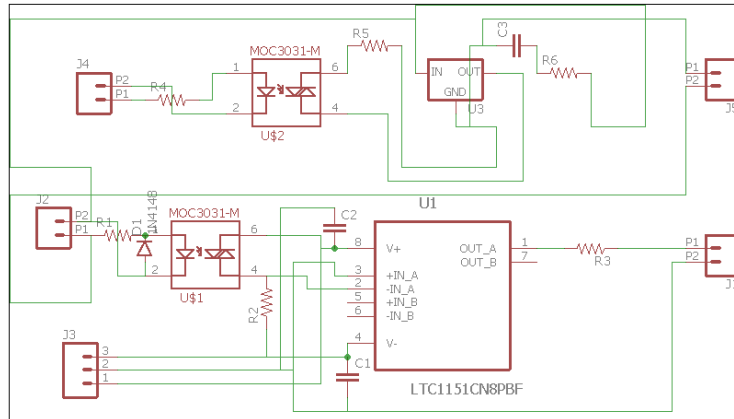 MOC3031-M
J4
P2
P1
R4
1
2
6
4
U$2
R5
IN
OUT
GND
U3
C3
R6
P1
P2
J5
J2
P2
P1
R1
D1
1N4148
MOC3031-M
2
6
4
U$1
R2
C2
U1
8
V+
3
+IN_A
2
-IN_A
5
+IN_B
6
-IN_B
4
V-
OUT_A
1
OUT_B
7
R3
P1
P2
J3
3
2
1
C1
LTC1151CN8PBF